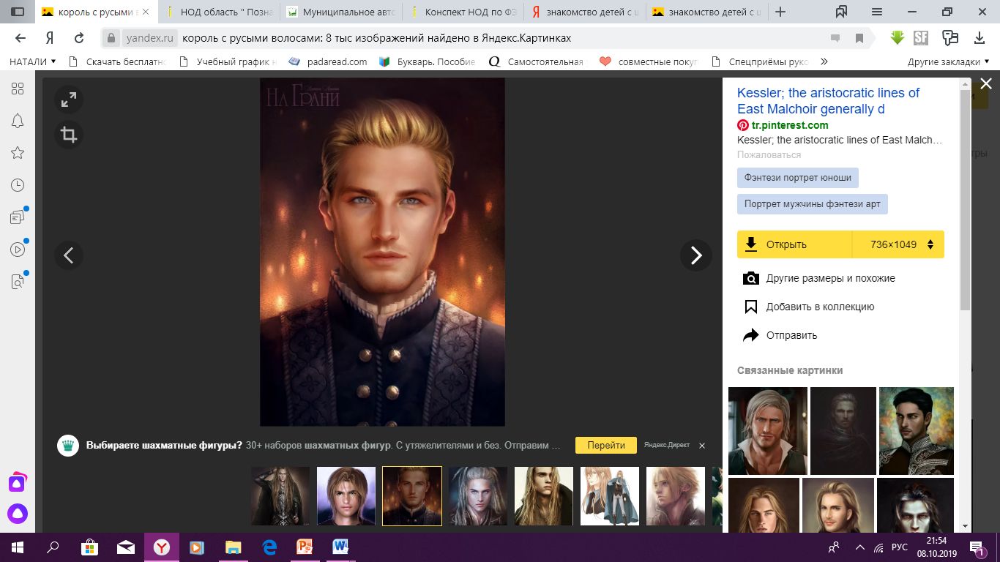 король с русыми в
НОД область " Позна
Муниципальное авто
Конспект НОД по ФЭ
знакомство детей с ш
знакомство детей с ш
yandex.ru король с русыми волосами: 8 тыс изображений найдено в Яндекс.Картинках
НАТАЛИ
Скачать бесплатн
Учебный график н
padaread.com
Букварь. Пособие
Самостоятельная
совместные покуп
Спецприёмы рукс
Другие закладки
НА ГРАНИ
Kessler; the aristocratic lines of
East Malchoir generally d
tr.pinterest.com
Kessler; the aristocratic lines of East Malch…
Пожаловаться
Фэнтези портрет юноши
Портрет мужчины фэнтези арт
Открыть
736×1049
Другие размеры и похожие
Добавить в коллекцию
Отправить
Связанные картинки
Выбираете шахматные фигуры? 30+ наборов шахматных фигур. С утяжелителями и без. Отправим …
Перейти
Яндекс.Директ
РУС
21:54
08.10.2019
1